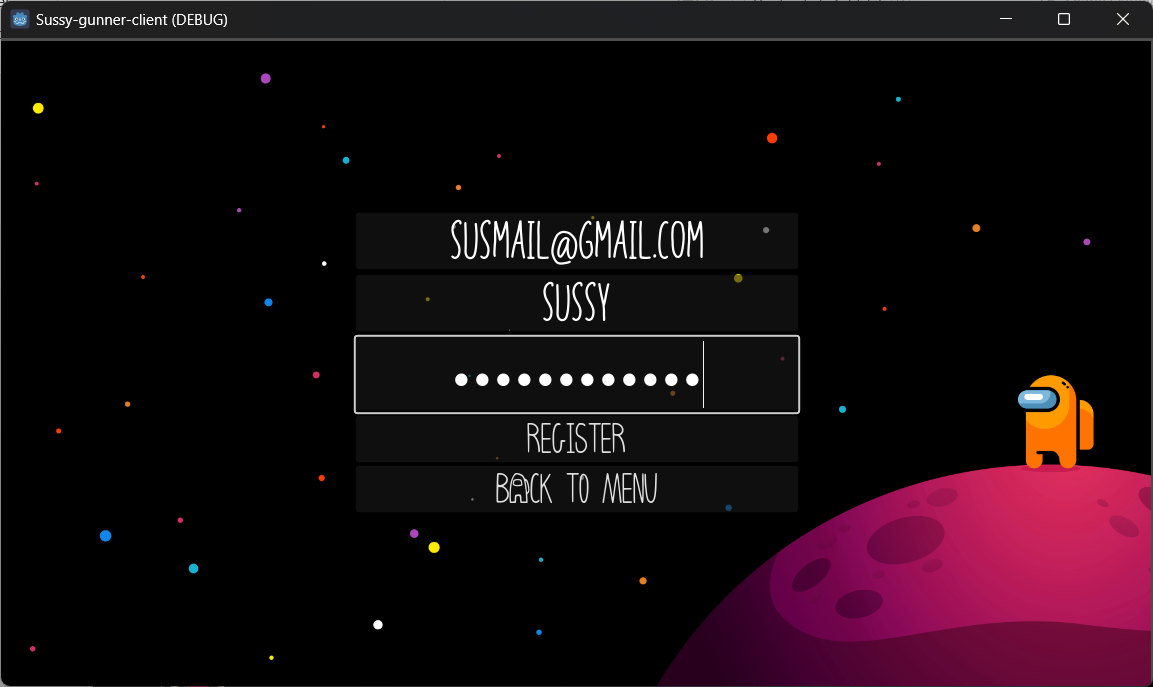 Sussy-gunner-client (DEBUG)
SUSMAIL@GMAIL.COM
SUSSY
●●●●●●●●●●●●
REGISTER
BACK TO MENU